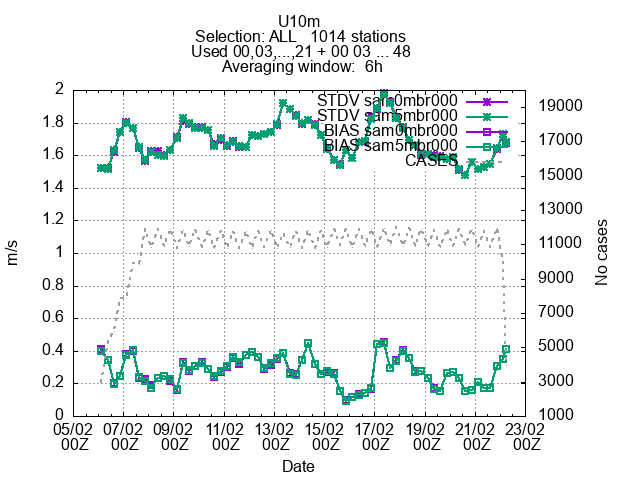 U10m
Selection: ALL   1014 stations
Used 00,03,...,21 + 00 03 ... 48
Averaging window:  6h
STDV sam0mbr000
STDV sam5mbr000
BIAS sam0mbr000
BIAS sam5mbr000
CASES
2
1.8
1.6
1.4
1.2
1
0.8
0.6
0.4
0.2
0
m/s
19000
17000
15000
13000
11000
9000
7000
5000
3000
1000
No cases
05/02 07/02 09/02 11/02 13/02 15/02 17/02 19/02 21/02 23/02
00Z 00Z 00Z 00Z 00Z 00Z 00Z 00Z 00Z 00Z
Date